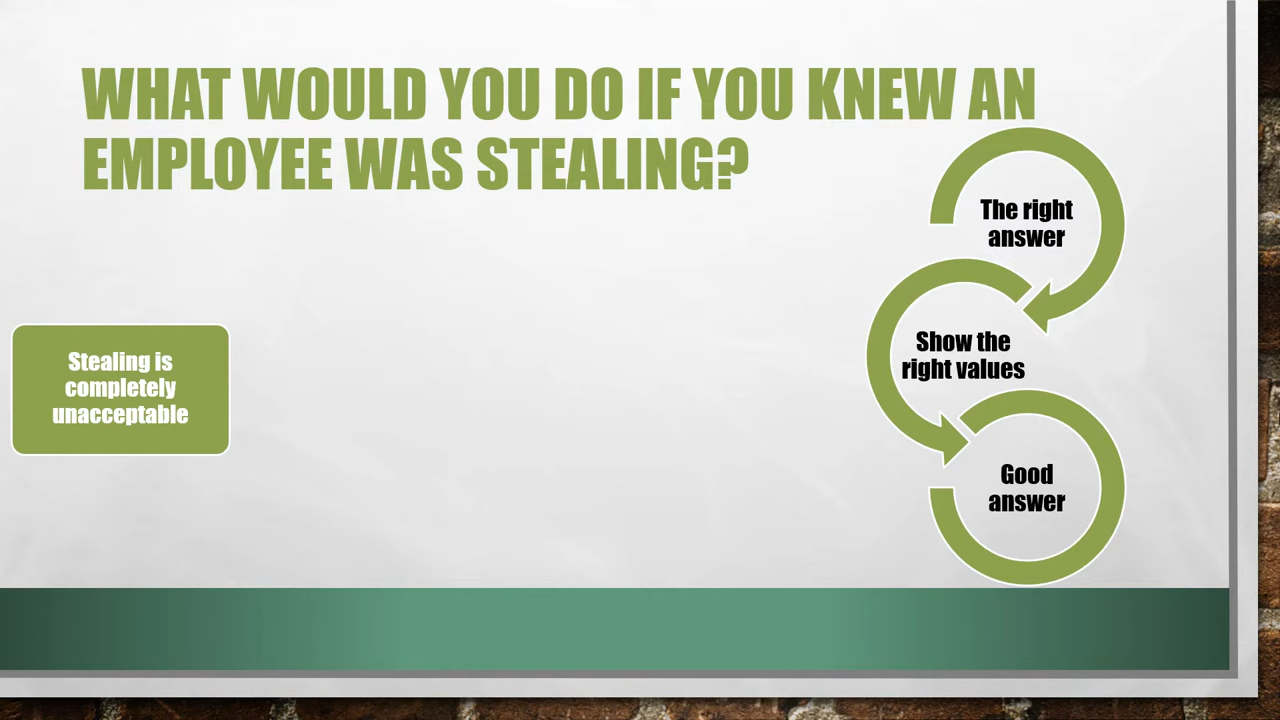 WHAT WOULD YOU DO IF YOU KNEW AN
EMPLOYEE WAS STEALING?
The right
answer
Show the
right values
Good
answer
Stealing is
completely
unacceptable